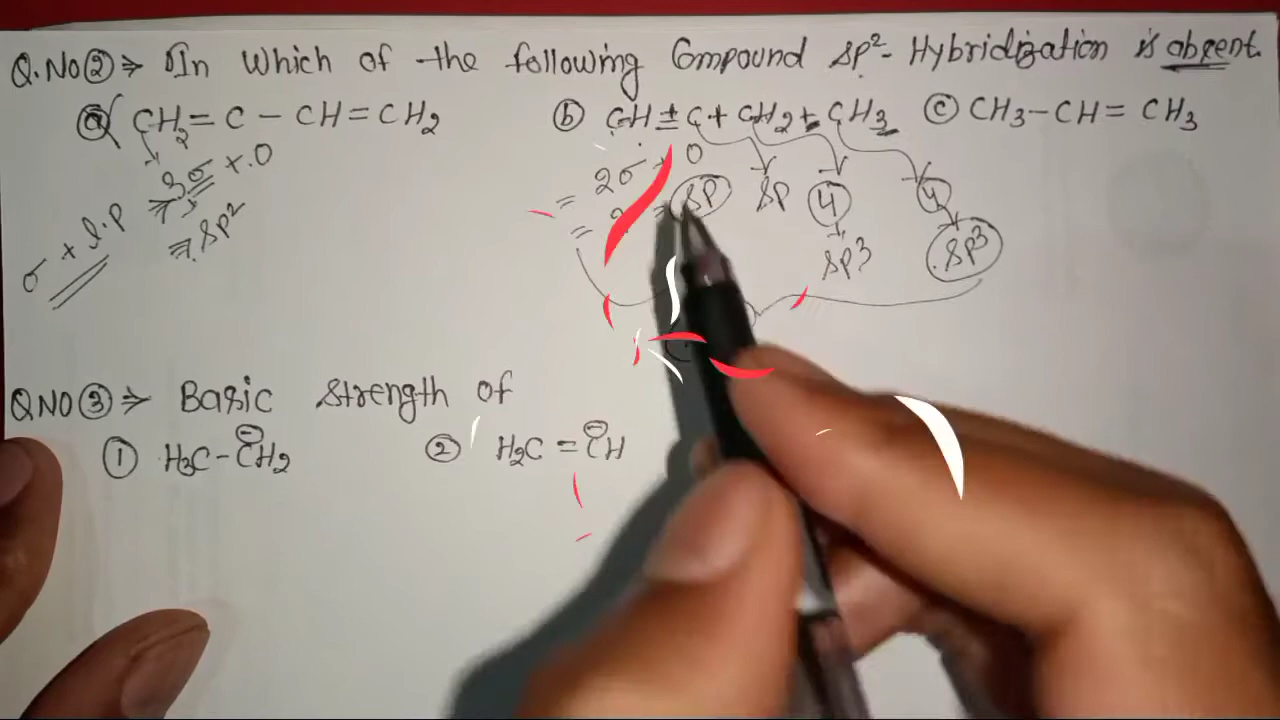 Q.NO② ⇒ In Which of the following Compound SP²- Hybridization is absent.
ⓐ CH₂ = C - CH = CH₂ ⓑ CH ≡ C + CH₂ + CH₃ ⓒ CH₃ - CH = CH₃
σ + l.p ⇒ 3σ + .0
⇒ SP²
= 2σ + 0
= SP SP 4 4
SP3 SP3
QNO③ ⇒ Basic Strength of
① H₃C - C̄H₂ ② H₂C = C̄H